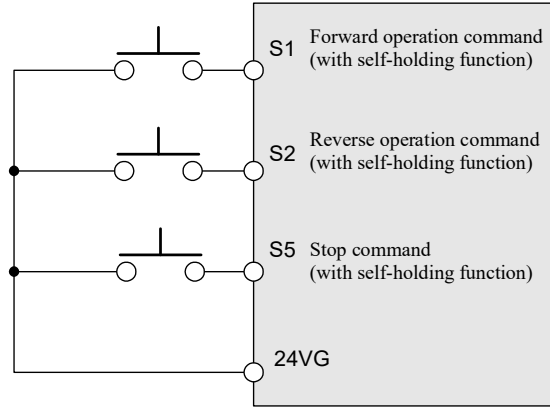 S1 Forward operation command
(with self-holding function)
S2 Reverse operation command
(with self-holding function)
S5 Stop command
(with self-holding function)
24VG